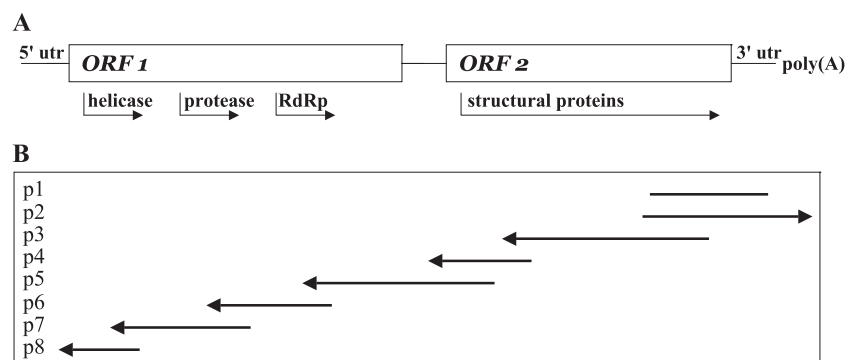 A
5' utr ORF 1 ORF 2 3' utr poly(A)
helicase protease RdRp structural proteins
B
p1
p2
p3
p4
p5
p6
p7
p8